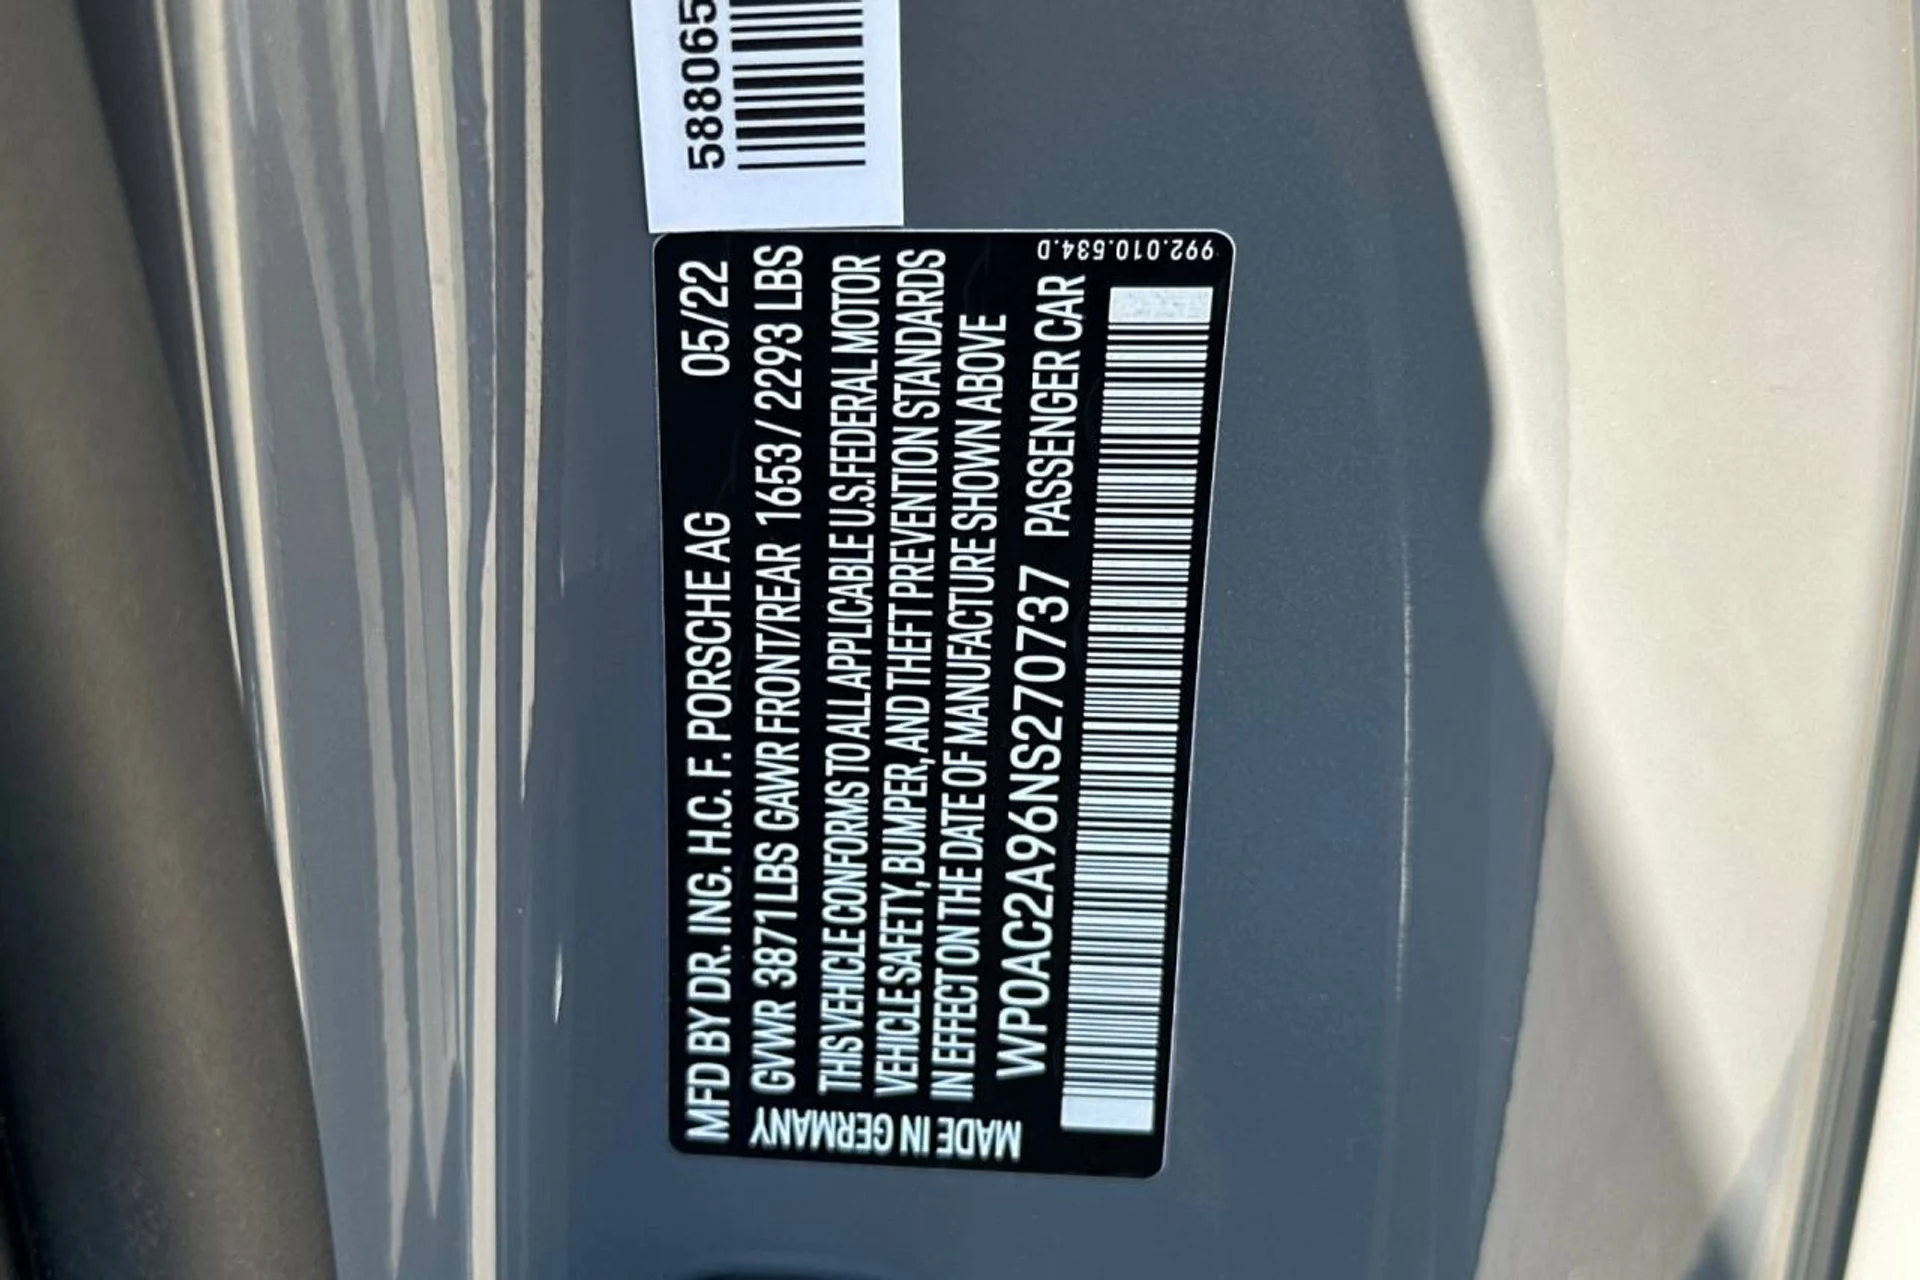 588065
MFD BY DR. ING. H.C. F. PORSCHE AG 05/22
GVWR 3871 LBS GAWR FRONT/REAR 1653 / 2293 LBS
THIS VEHICLE CONFORMS TO ALL APPLICABLE U.S. FEDERAL MOTOR
VEHICLE SAFETY, BUMPER, AND THEFT PREVENTION STANDARDS
IN EFFECT ON THE DATE OF MANUFACTURE SHOWN ABOVE
WP0AC2A96NS270737 PASSENGER CAR
MADE IN GERMANY
992.010.534.D